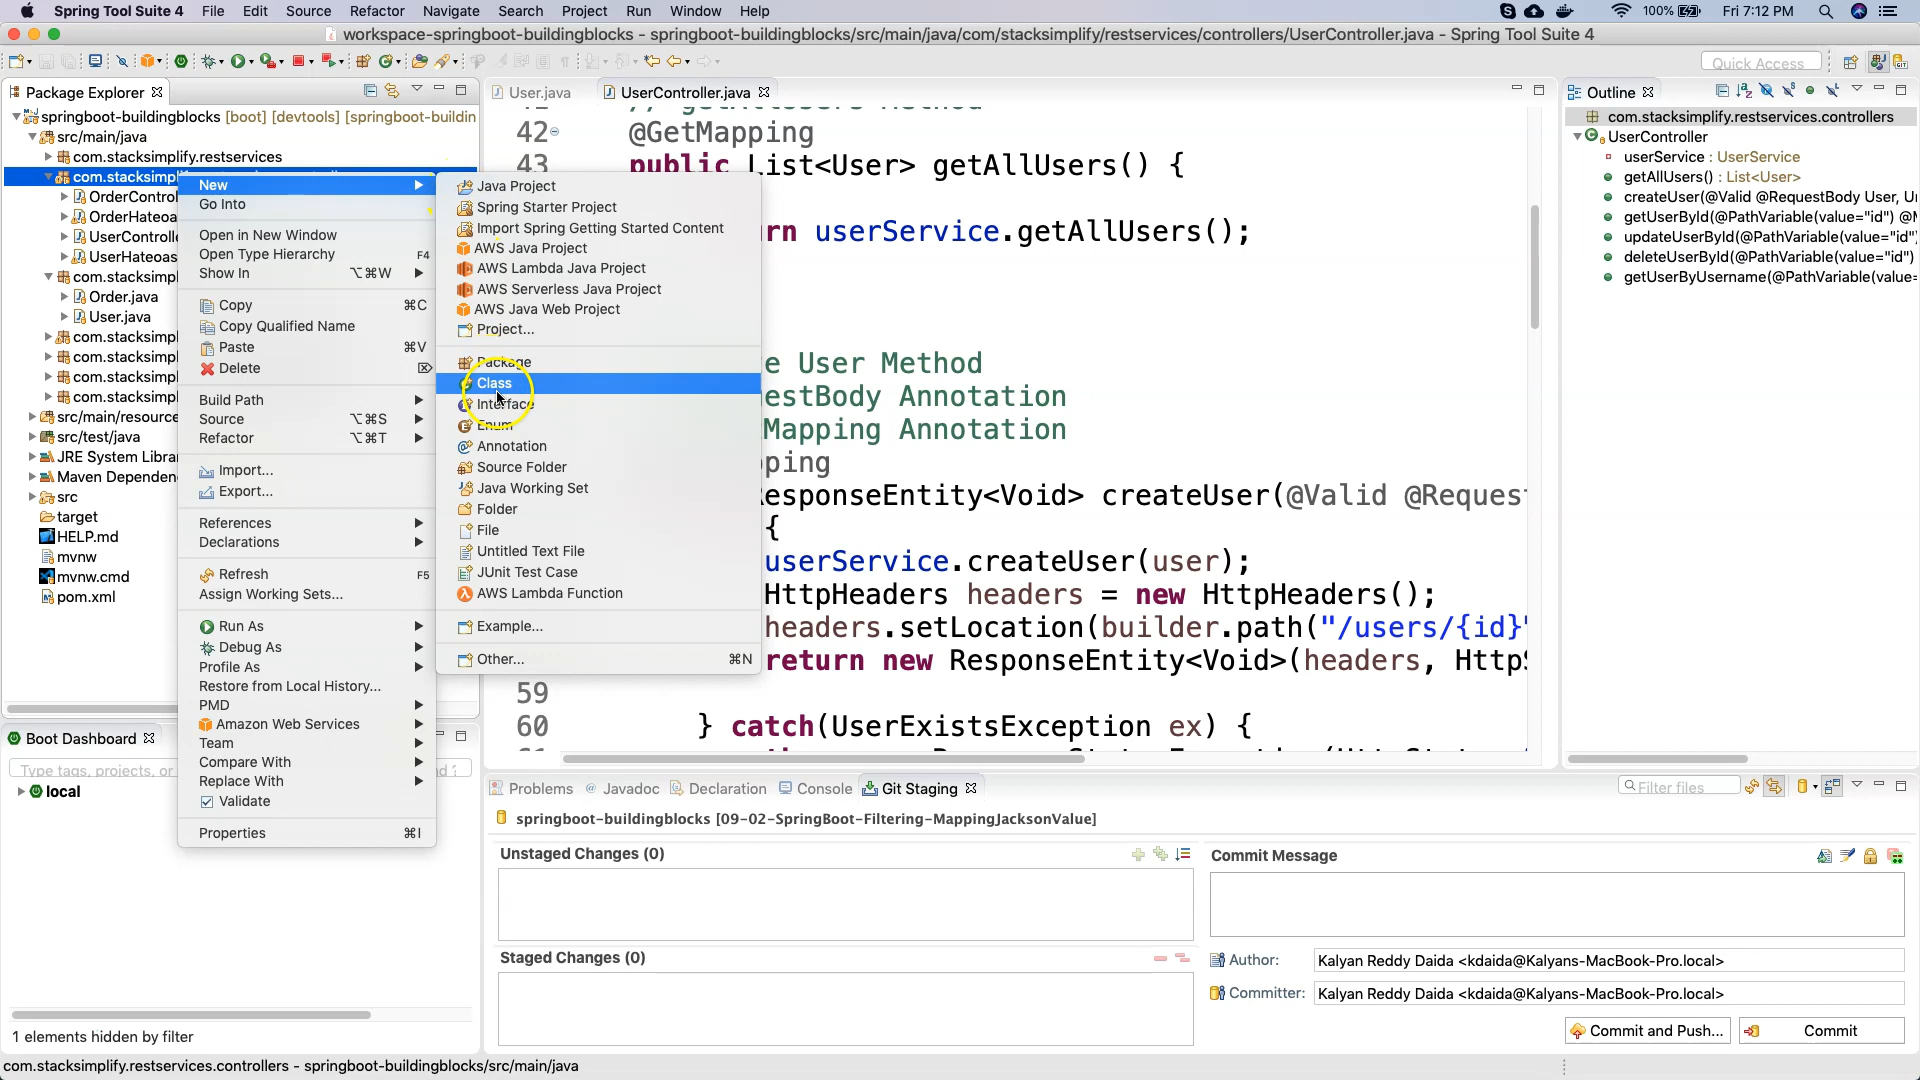 Spring Tool Suite 4 File Edit Source Refactor Navigate Search Project Run Window Help 100% Fri 7:12 PM
workspace-springboot-buildingblocks - springboot-buildingblocks/src/main/java/com/stacksimplify/restservices/controllers/UserController.java - Spring Tool Suite 4
Quick Access
Package Explorer
springboot-buildingblocks [boot] [devtools] [springboot-buildin
src/main/java
com.stacksimplify.restservices
com.stacksimpl
OrderControl
OrderHateoa
UserControlle
UserHateoas
com.stacksimpl
Order.java
User.java
com.stacksimpl
com.stacksimpl
com.stacksimpl
com.stacksimpl
src/main/resource
src/test/java
JRE System Librar
Maven Dependen
src
target
HELP.md
mvnw
mvnw.cmd
pom.xml
Boot Dashboard
Type tags, projects, or
local
1 elements hidden by filter
New
Go Into
Open in New Window
Open Type Hierarchy F4
Show In ⌥⌘W
Copy ⌘C
Copy Qualified Name
Paste ⌘V
Delete ⌦
Build Path
Source ⌥⌘S
Refactor ⌥⌘T
Import...
Export...
References
Declarations
Refresh F5
Assign Working Sets...
Run As
Debug As
Profile As
Restore from Local History...
PMD
Amazon Web Services
Team
Compare With
Replace With
Validate
Properties ⌘I
Java Project
Spring Starter Project
Import Spring Getting Started Content
AWS Java Project
AWS Lambda Java Project
AWS Serverless Java Project
AWS Java Web Project
Project...
Package
Class
Interface
Enum
Annotation
Source Folder
Java Working Set
Folder
File
Untitled Text File
JUnit Test Case
AWS Lambda Function
Example...
Other... ⌘N
User.java UserController.java
// getAllUsers Method
42 @GetMapping
43 public List<User> getAllUsers() {
rn userService.getAllUsers();
e User Method
estBody Annotation
Mapping Annotation
ping
esponseEntity<Void> createUser(@Valid @Reques
{
userService.createUser(user);
HttpHeaders headers = new HttpHeaders();
headers.setLocation(builder.path("/users/{id}"
return new ResponseEntity<Void>(headers, HttpS
59
60 } catch(UserExistsException ex) {
Outline
com.stacksimplify.restservices.controllers
UserController
userService : UserService
getAllUsers() : List<User>
createUser(@Valid @RequestBody User, U
getUserById(@PathVariable(value="id") @M
updateUserById(@PathVariable(value="id"
deleteUserById(@PathVariable(value="id")
getUserByUsername(@PathVariable(value=
Problems @ Javadoc Declaration Console Git Staging
Filter files
springboot-buildingblocks [09-02-SpringBoot-Filtering-MappingJacksonValue]
Unstaged Changes (0)
Staged Changes (0)
Commit Message
Author: Kalyan Reddy Daida <kdaida@Kalyans-MacBook-Pro.local>
Committer: Kalyan Reddy Daida <kdaida@Kalyans-MacBook-Pro.local>
Commit and Push... Commit
com.stacksimplify.restservices.controllers - springboot-buildingblocks/src/main/java